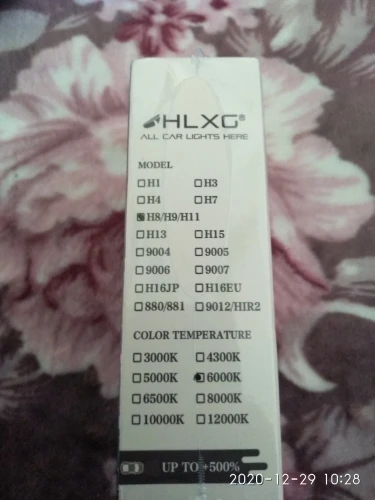 HLXG®
ALL CAR LIGHTS HERE
MODEL
H1 H3
H4 H7
H8/H9/H11
H13 H15
9004 9005
9006 9007
H16JP H16EU
880/881 9012/HIR2
COLOR TEMPERATURE
3000K 4300K
5000K 6000K
6500K 8000K
10000K 12000K
UP TO +500%
2020-12-29 10:28